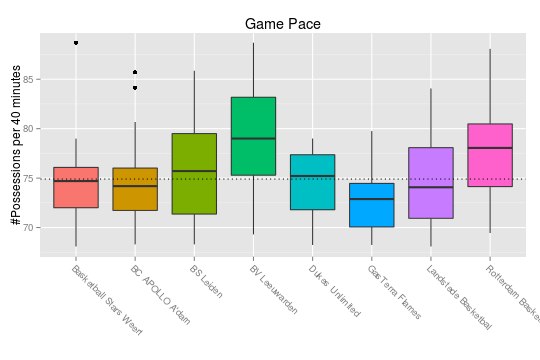 Game Pace
#Possessions per 40 minutes
85
80
75
70
Basketball Stars Weert
BC APOLLO A'dam
BS Leiden
BV Leeuwarden
Dukes Unlimited
GasTerra Flames
Landstede Basketbal
Rotterdam Baske